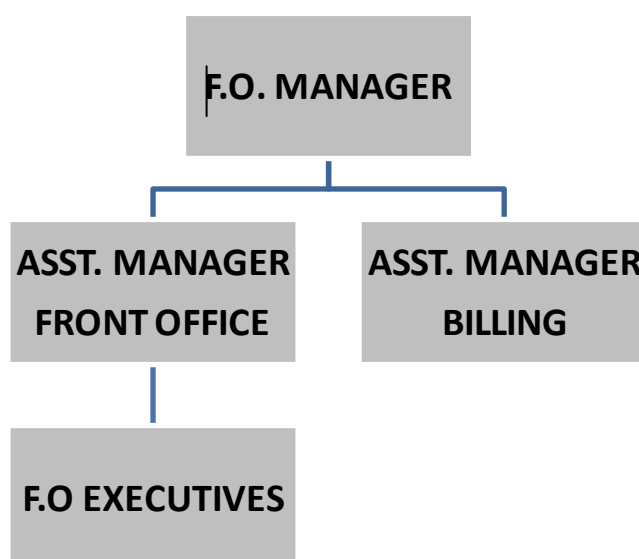 F.O. MANAGER
ASST. MANAGER
FRONT OFFICE
ASST. MANAGER
BILLING
F.O EXECUTIVES